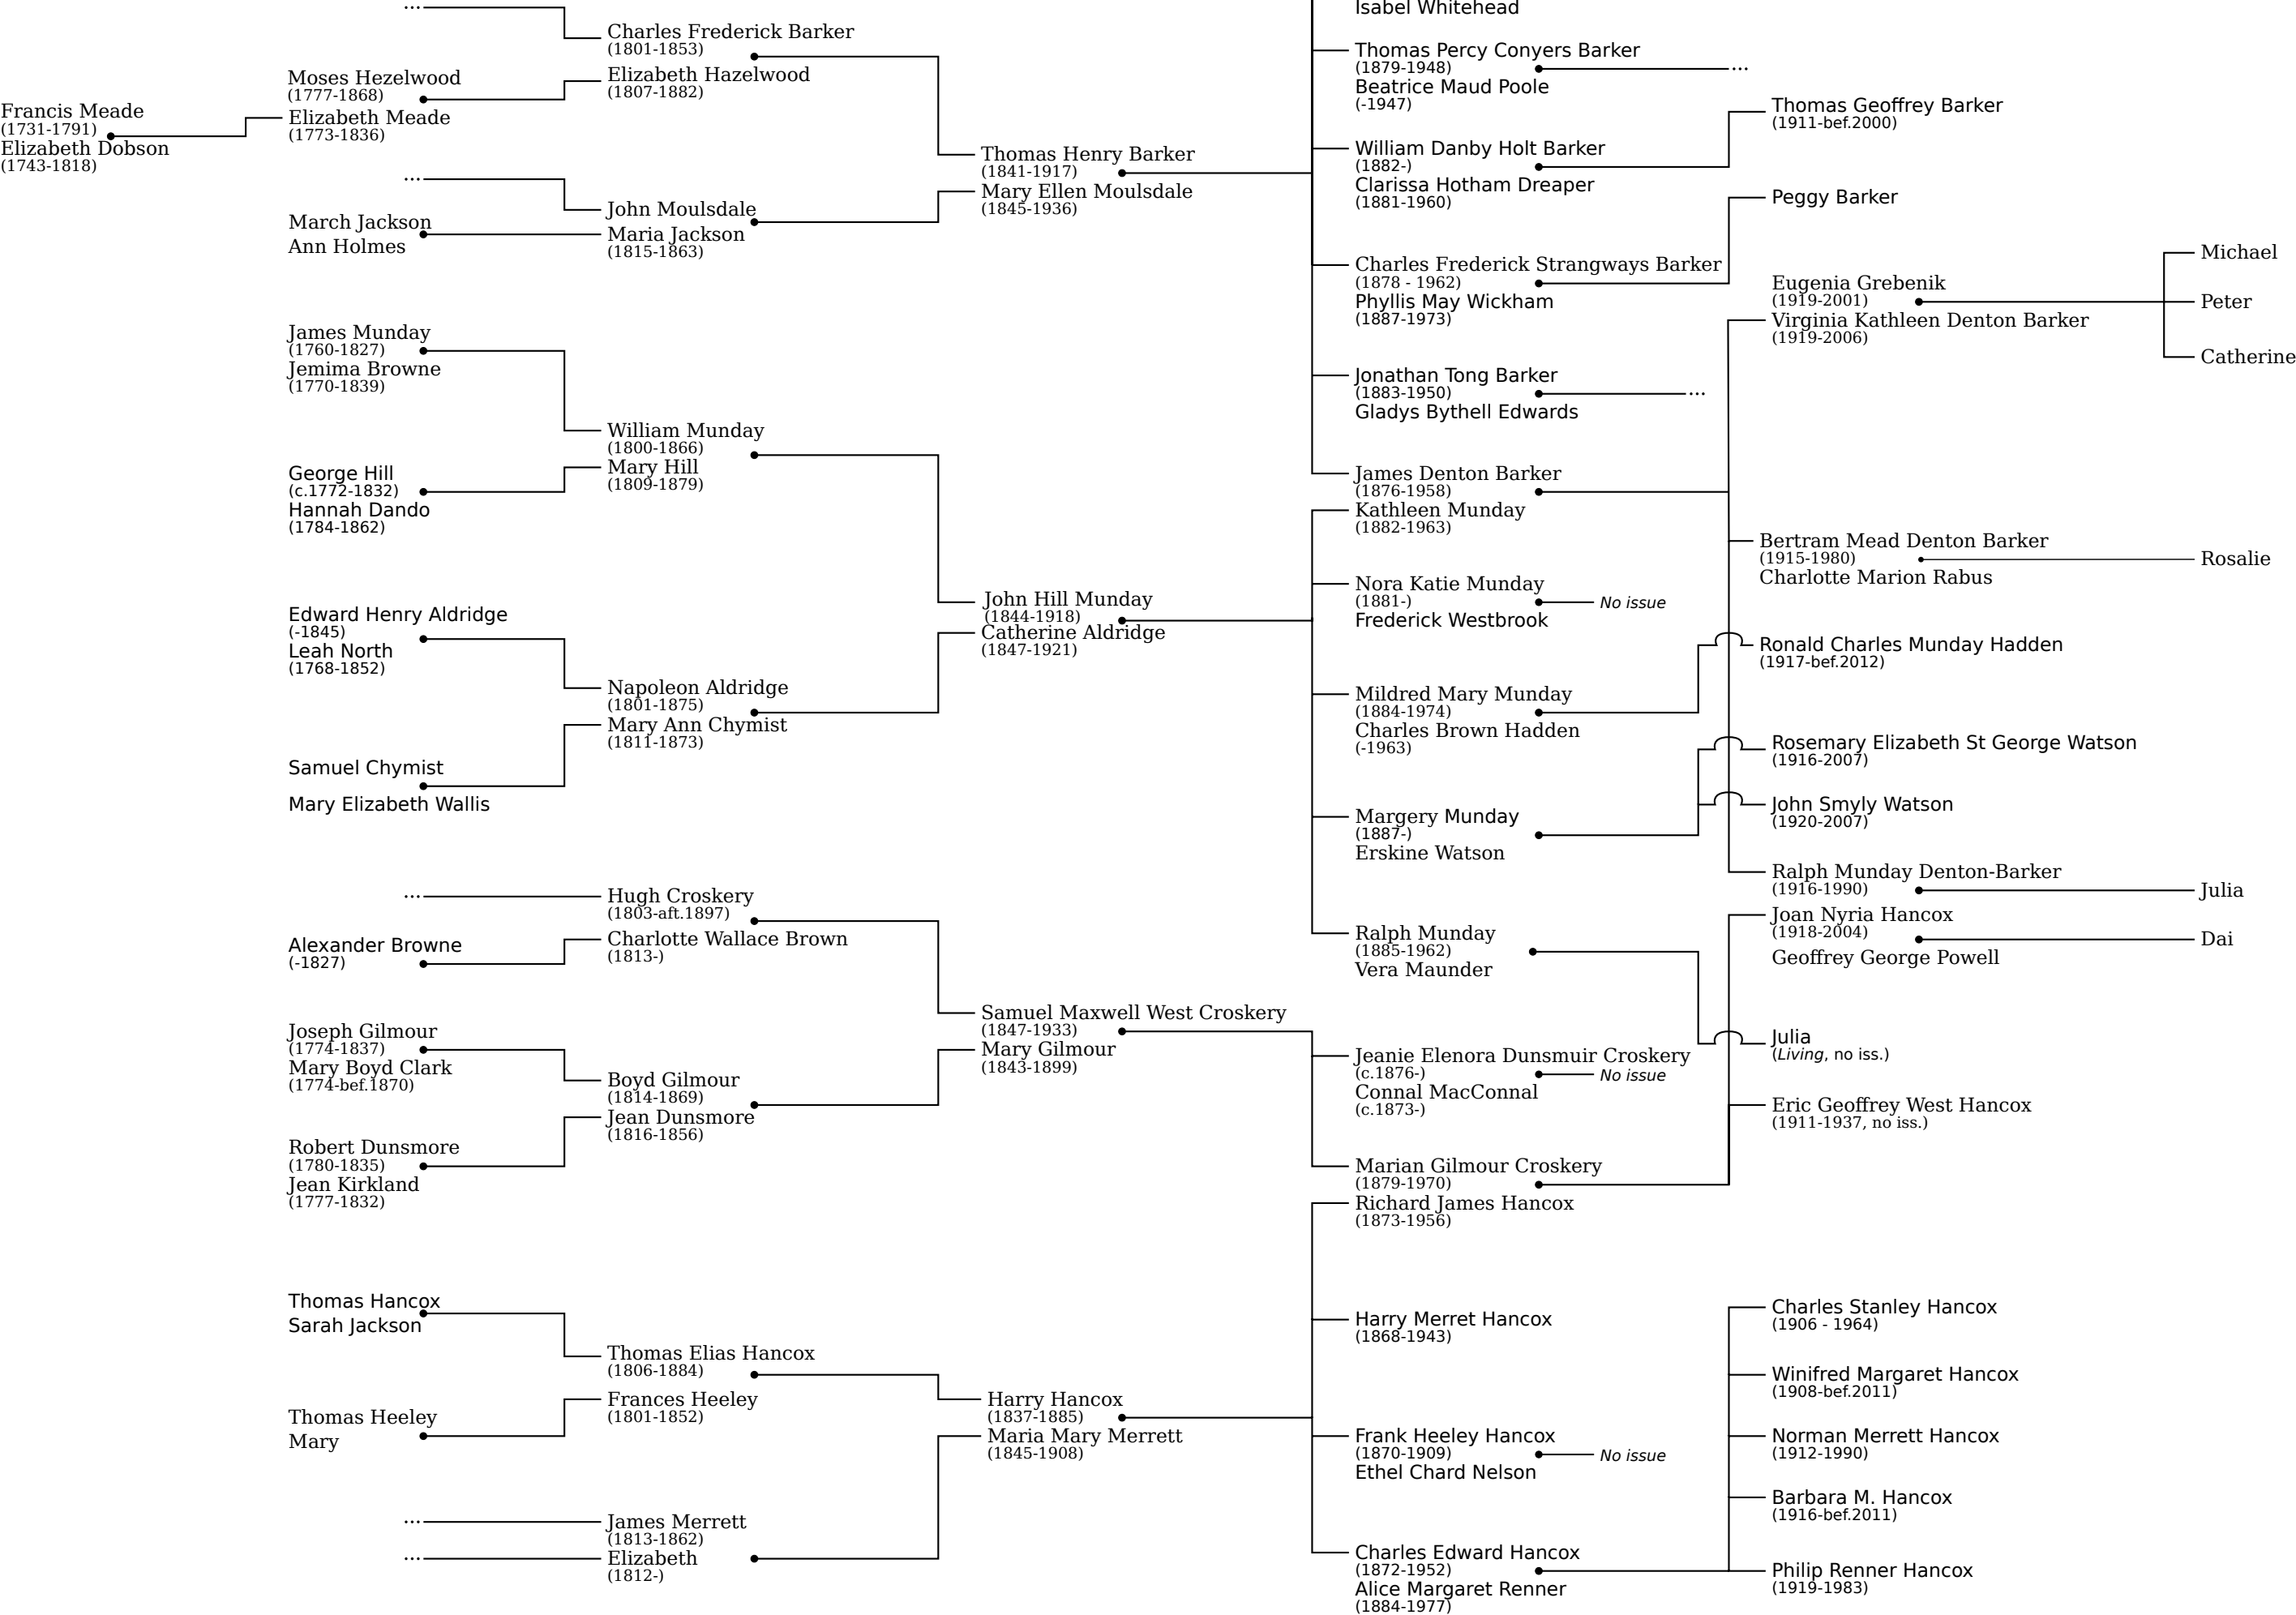 ...
Charles Frederick Barker
(1801-1853)
Moses Hezelwood
(1777-1868)
Elizabeth Meade
(1773-1836)
Elizabeth Hazelwood
(1807-1882)
Francis Meade
(1731-1791)
Elizabeth Dobson
(1743-1818)
...
John Moulsdale
March Jackson
Ann Holmes
Maria Jackson
(1815-1863)
Thomas Henry Barker
(1841-1917)
Mary Ellen Moulsdale
(1845-1936)
James Munday
(1760-1827)
Jemima Browne
(1770-1839)
William Munday
(1800-1866)
Mary Hill
(1809-1879)
George Hill
(c.1772-1832)
Hannah Dando
(1784-1862)
Edward Henry Aldridge
(-1845)
Leah North
(1768-1852)
Napoleon Aldridge
(1801-1875)
Mary Ann Chymist
(1811-1873)
Samuel Chymist
Mary Elizabeth Wallis
John Hill Munday
(1844-1918)
Catherine Aldridge
(1847-1921)
...
Hugh Croskery
(1803-aft.1897)
Alexander Browne
(-1827)
Charlotte Wallace Brown
(1813-)
Joseph Gilmour
(1774-1837)
Mary Boyd Clark
(1774-bef.1870)
Boyd Gilmour
(1814-1869)
Jean Dunsmore
(1816-1856)
Robert Dunsmore
(1780-1835)
Jean Kirkland
(1777-1832)
Samuel Maxwell West Croskery
(1847-1933)
Mary Gilmour
(1843-1899)
Thomas Hancox
Sarah Jackson
Thomas Elias Hancox
(1806-1884)
Frances Heeley
(1801-1852)
Thomas Heeley
Mary
Harry Hancox
(1837-1885)
Maria Mary Merrett
(1845-1908)
...
James Merrett
(1813-1862)
...
Elizabeth
(1812-)
Isabel Whitehead
Thomas Percy Conyers Barker
(1879-1948)
...
Beatrice Maud Poole
(-1947)
William Danby Holt Barker
(1882-)
Clarissa Hotham Dreaper
(1881-1960)
Thomas Geoffrey Barker
(1911-bef.2000)
Charles Frederick Strangways Barker
(1878 - 1962)
Phyllis May Wickham
(1887-1973)
Peggy Barker
Jonathan Tong Barker
(1883-1950)
...
Gladys Bythell Edwards
James Denton Barker
(1876-1958)
Kathleen Munday
(1882-1963)
Eugenia Grebenik
(1919-2001)
Virginia Kathleen Denton Barker
(1919-2006)
Michael
Peter
Catherine
Bertram Mead Denton Barker
(1915-1980)
Charlotte Marion Rabus
Rosalie
Nora Katie Munday
(1881-)
No issue
Frederick Westbrook
Mildred Mary Munday
(1884-1974)
Charles Brown Hadden
(-1963)
Ronald Charles Munday Hadden
(1917-bef.2012)
Margery Munday
(1887-)
Erskine Watson
Rosemary Elizabeth St George Watson
(1916-2007)
John Smyly Watson
(1920-2007)
Ralph Munday Denton-Barker
(1916-1990)
Julia
Joan Nyria Hancox
(1918-2004)
Geoffrey George Powell
Dai
Ralph Munday
(1885-1962)
Vera Maunder
Julia
(Living, no iss.)
Jeanie Elenora Dunsmuir Croskery
(c.1876-)
No issue
Connal MacConnal
(c.1873-)
Marian Gilmour Croskery
(1879-1970)
Richard James Hancox
(1873-1956)
Eric Geoffrey West Hancox
(1911-1937, no iss.)
Harry Merret Hancox
(1868-1943)
Frank Heeley Hancox
(1870-1909)
No issue
Ethel Chard Nelson
Charles Edward Hancox
(1872-1952)
Alice Margaret Renner
(1884-1977)
Charles Stanley Hancox
(1906 - 1964)
Winifred Margaret Hancox
(1908-bef.2011)
Norman Merrett Hancox
(1912-1990)
Barbara M. Hancox
(1916-bef.2011)
Philip Renner Hancox
(1919-1983)